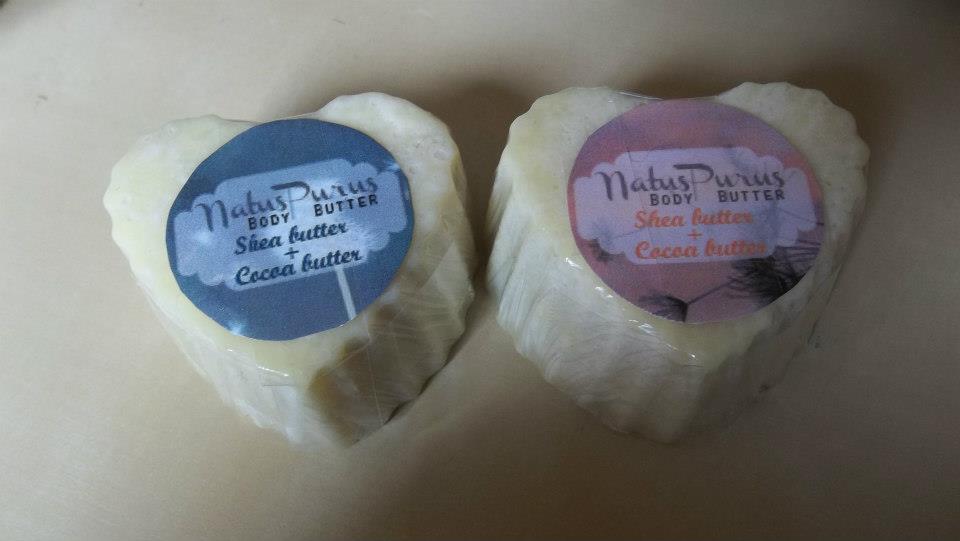 NatusPurus
BODY BUTTER
Shea butter
+
Cocoa butter
NatusPurus
BODY BUTTER
Shea butter
+
Cocoa butter